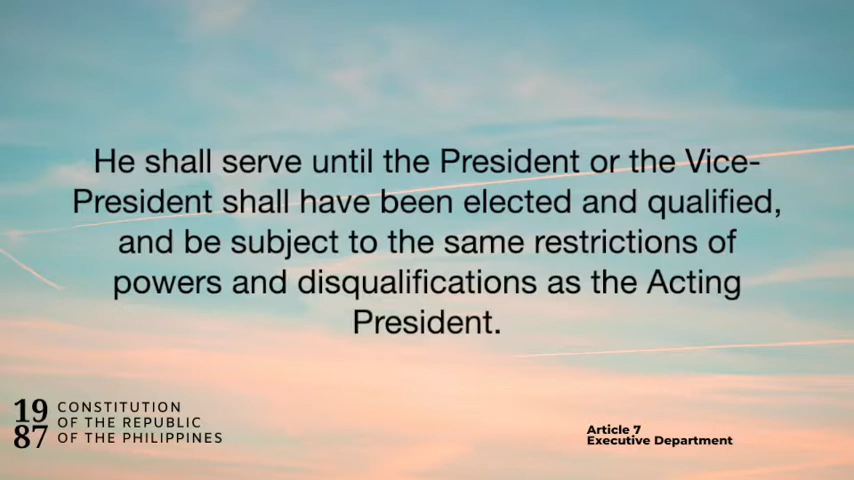 He shall serve until the President or the Vice-
President shall have been elected and qualified,
and be subject to the same restrictions of
powers and disqualifications as the Acting
President.
19
87
CONSTITUTION
OF THE REPUBLIC
OF THE PHILIPPINES
Article 7
Executive Department